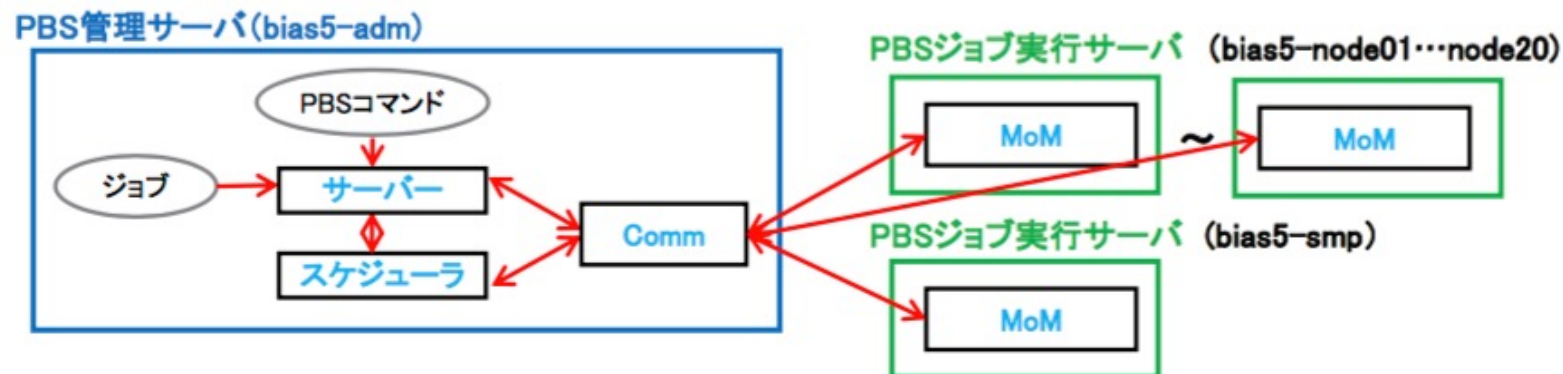 PBS管理サーバ(bias5-adm)
PBSコマンド
ジョブ
サーバー
スケジューラ
Comm
PBSジョブ実行サーバ (bias5-node01…node20)
MoM
～
MoM
PBSジョブ実行サーバ (bias5-smp)
MoM